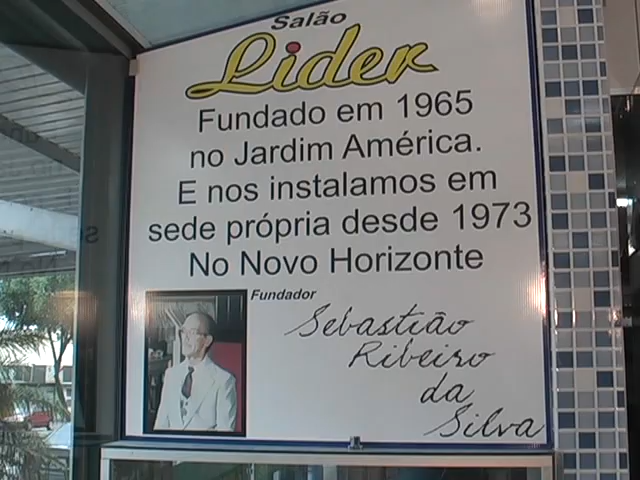 Salão
Lider
Fundado em 1965
no Jardim América.
E nos instalamos em
sede própria desde 1973
No Novo Horizonte
Fundador
Sebastião
Ribeiro
da
Silva